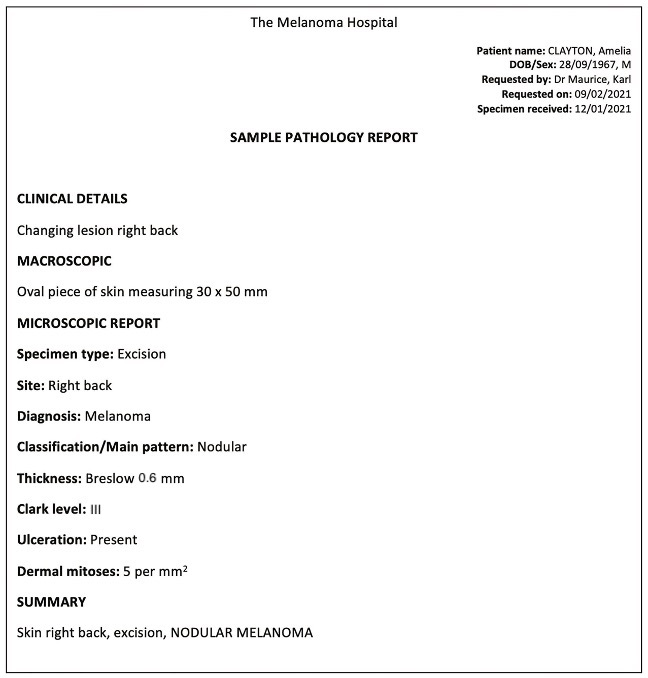 The Melanoma Hospital
Patient name: CLAYTON, Amelia
DOB/Sex: 28/09/1967, M
Requested by: Dr Maurice, Karl
Requested on: 09/02/2021
Specimen received: 12/01/2021
SAMPLE PATHOLOGY REPORT
CLINICAL DETAILS
Changing lesion right back
MACROSCOPIC
Oval piece of skin measuring 30 x 50 mm
MICROSCOPIC REPORT
Specimen type: Excision
Site: Right back
Diagnosis: Melanoma
Classification/Main pattern: Nodular
Thickness: Breslow 0.6 mm
Clark level: III
Ulceration: Present
Dermal mitoses: 5 per mm²
SUMMARY
Skin right back, excision, NODULAR MELANOMA